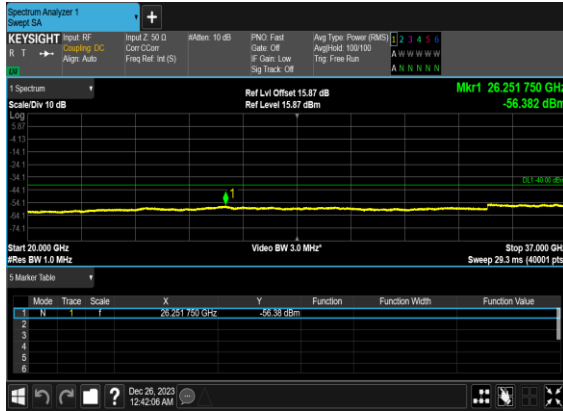 Spectrum Analyzer 1
Swept SA
KEYSIGHT Input: RF Input Z: 50 Ω #Atten: 10 dB PNO: Fast Avg Type: Power (RMS) 1 2 3 4 5 6
R T Coupling: DC Corr CCorr Gate: Off Avg|Hold: 100/100 A W W W W W
Align: Auto Freq Ref: Int (S) IF Gain: Low Trig: Free Run
LU Sig Track: Off A N N N N N
1 Spectrum Ref Lvl Offset 15.87 dB Mkr1 26.251 750 GHz
Scale/Div 10 dB Ref Level 15.87 dBm -56.382 dBm
Log
5.87
-4.13
-14.1
-24.1
-34.1
DL1 -40.00 dBm
-44.1
1
-54.1
-64.1
-74.1
Start 20.000 GHz Video BW 3.0 MHz* Stop 37.000 GHz
#Res BW 1.0 MHz Sweep 29.3 ms (40001 pts)
5 Marker Table
Mode Trace Scale X Y Function Function Width Function Value
1 N 1 f 26.251 750 GHz -56.38 dBm
2
3
4
5
6
? Dec 26, 2023
12:42:06 AM